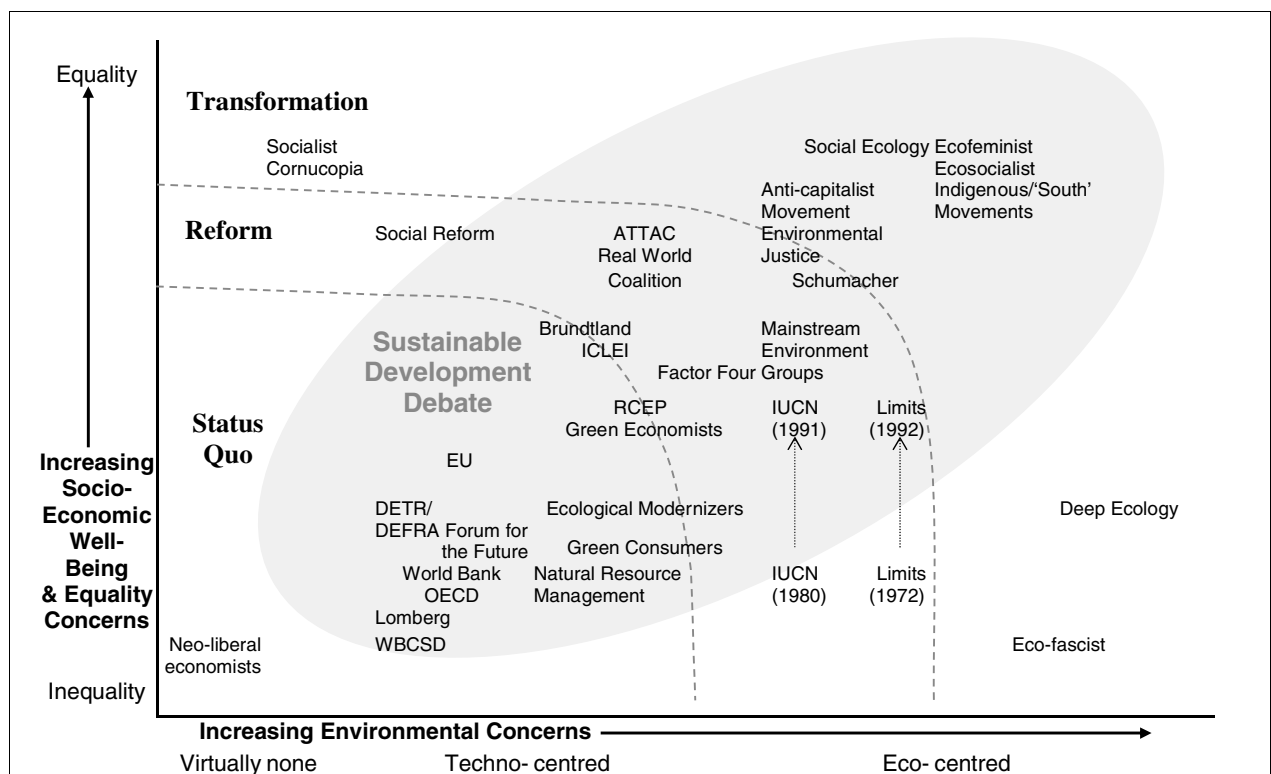 Equality
Transformation
Socialist
Cornucopia
Social Ecology Ecofeminist
Ecosocialist
Indigenous/‘South’
Movements
Anti-capitalist
Movement
Environmental
Justice
Reform
Social Reform
ATTAC
Real World
Coalition
Schumacher
Sustainable
Development
Debate
Brundtland
ICLEI
Mainstream
Environment
Factor Four Groups
Status
Quo
RCEP
Green Economists
IUCN
(1991)
Limits
(1992)
EU
Increasing
Socio-
Economic
Well-
Being
& Equality
Concerns
DETR/
DEFRA Forum for
the Future
Ecological Modernizers
Green Consumers
Deep Ecology
World Bank
OECD
Natural Resource
Management
IUCN
(1980)
Limits
(1972)
Lomberg
WBCSD
Neo-liberal
economists
Eco-fascist
Inequality
Increasing Environmental Concerns
Virtually none
Techno- centred
Eco- centred